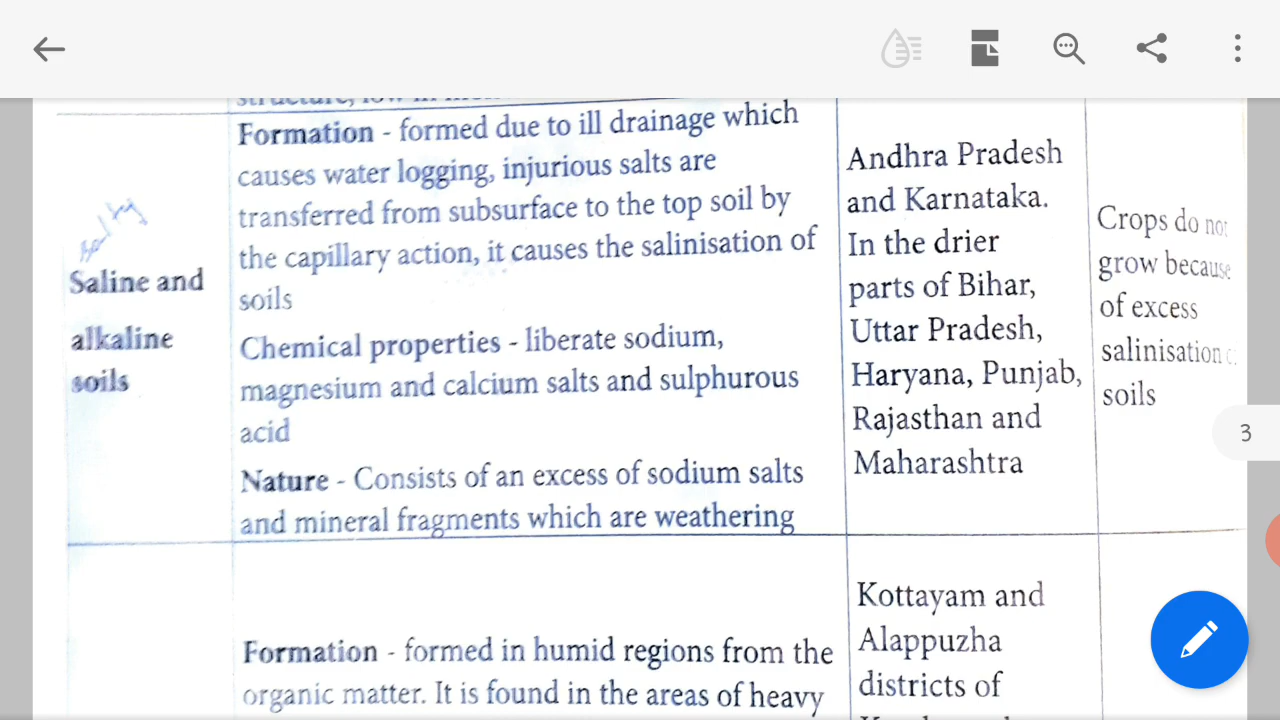 Formation - formed due to ill drainage which
causes water logging, injurious salts are
transferred from subsurface to the top soil by
the capillary action, it causes the salinisation of
soils
Chemical properties - liberate sodium,
magnesium and calcium salts and sulphurous
acid
Nature - Consists of an excess of sodium salts
and mineral fragments which are weathering
salty
Saline and
alkaline
soils
Andhra Pradesh
and Karnataka.
In the drier
parts of Bihar,
Uttar Pradesh,
Haryana, Punjab,
Rajasthan and
Maharashtra
Crops do not
grow because
of excess
salinisation
soils
3
Formation - formed in humid regions from the
organic matter. It is found in the areas of heavy
Kottayam and
Alappuzha
districts of